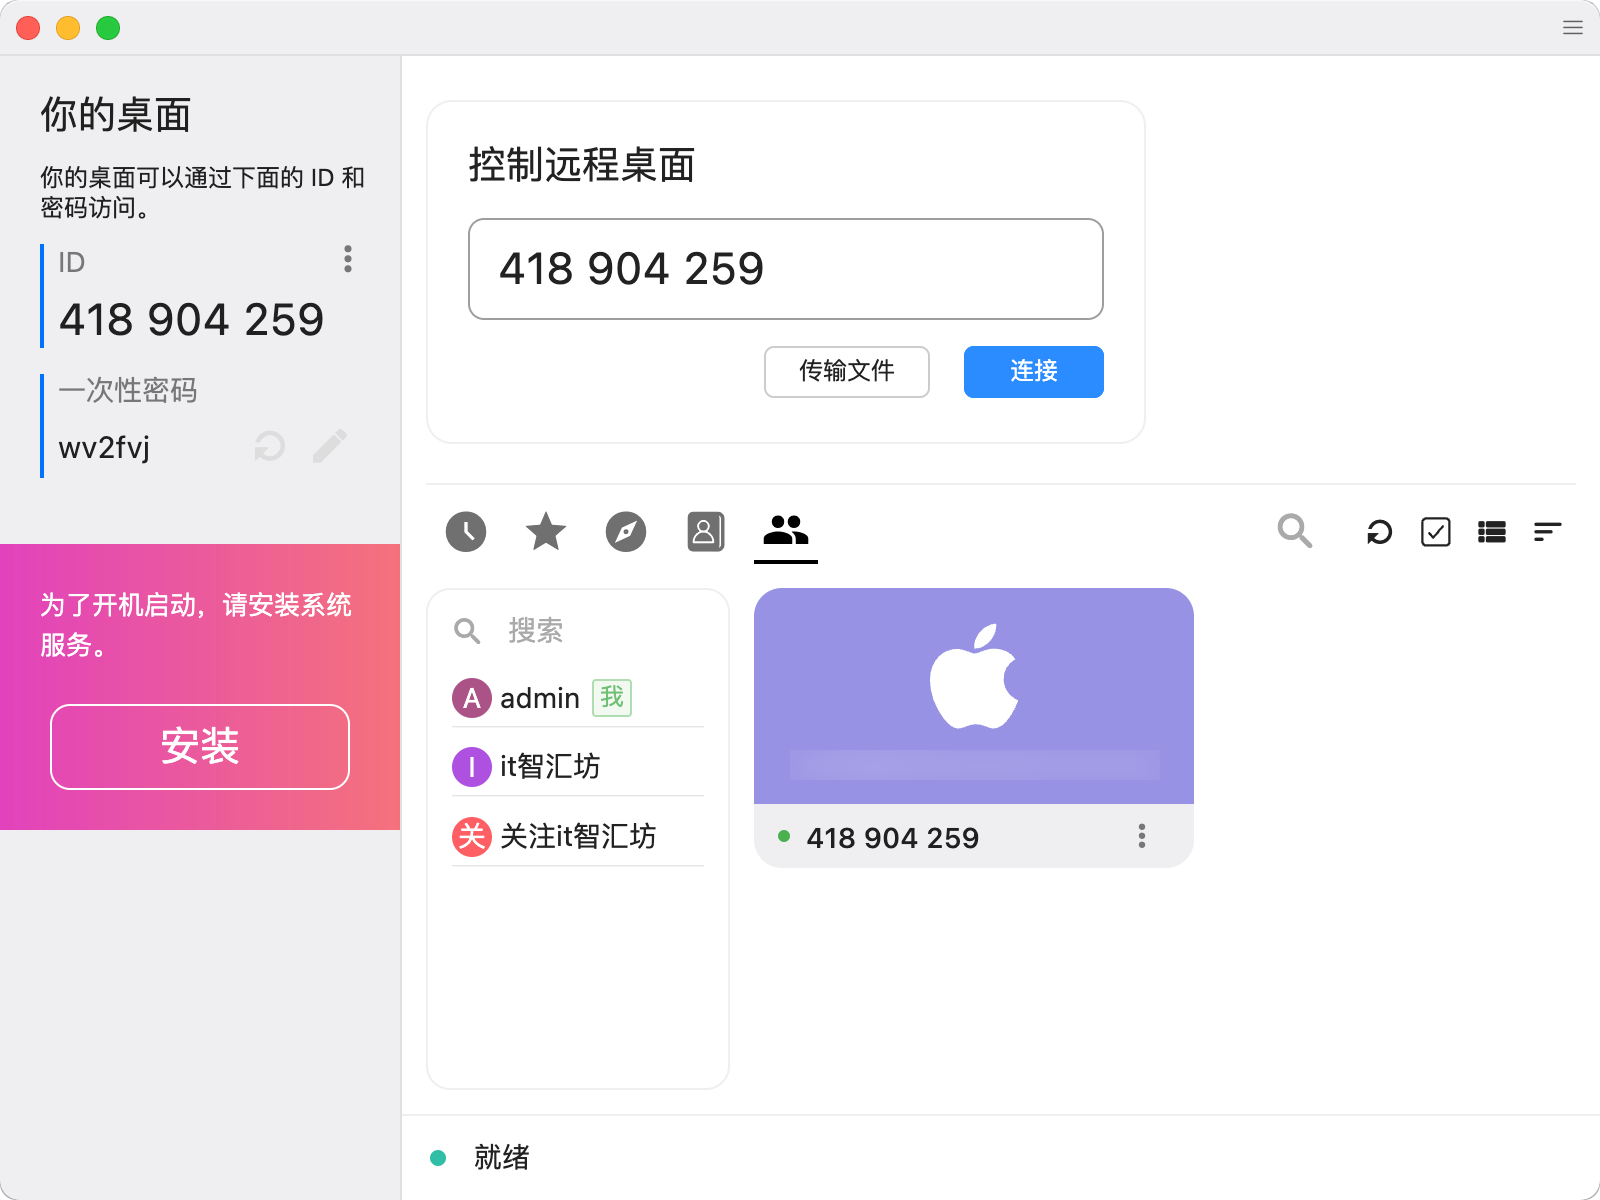 你的桌面
你的桌面可以通过下面的 ID 和
密码访问。
ID
418 904 259
一次性密码
wv2fvj
为了开机启动，请安装系统
服务。
安装
控制远程桌面
418 904 259
传输文件
连接
搜索
A admin 我
I it智汇坊
关 关注it智汇坊
418 904 259
就绪